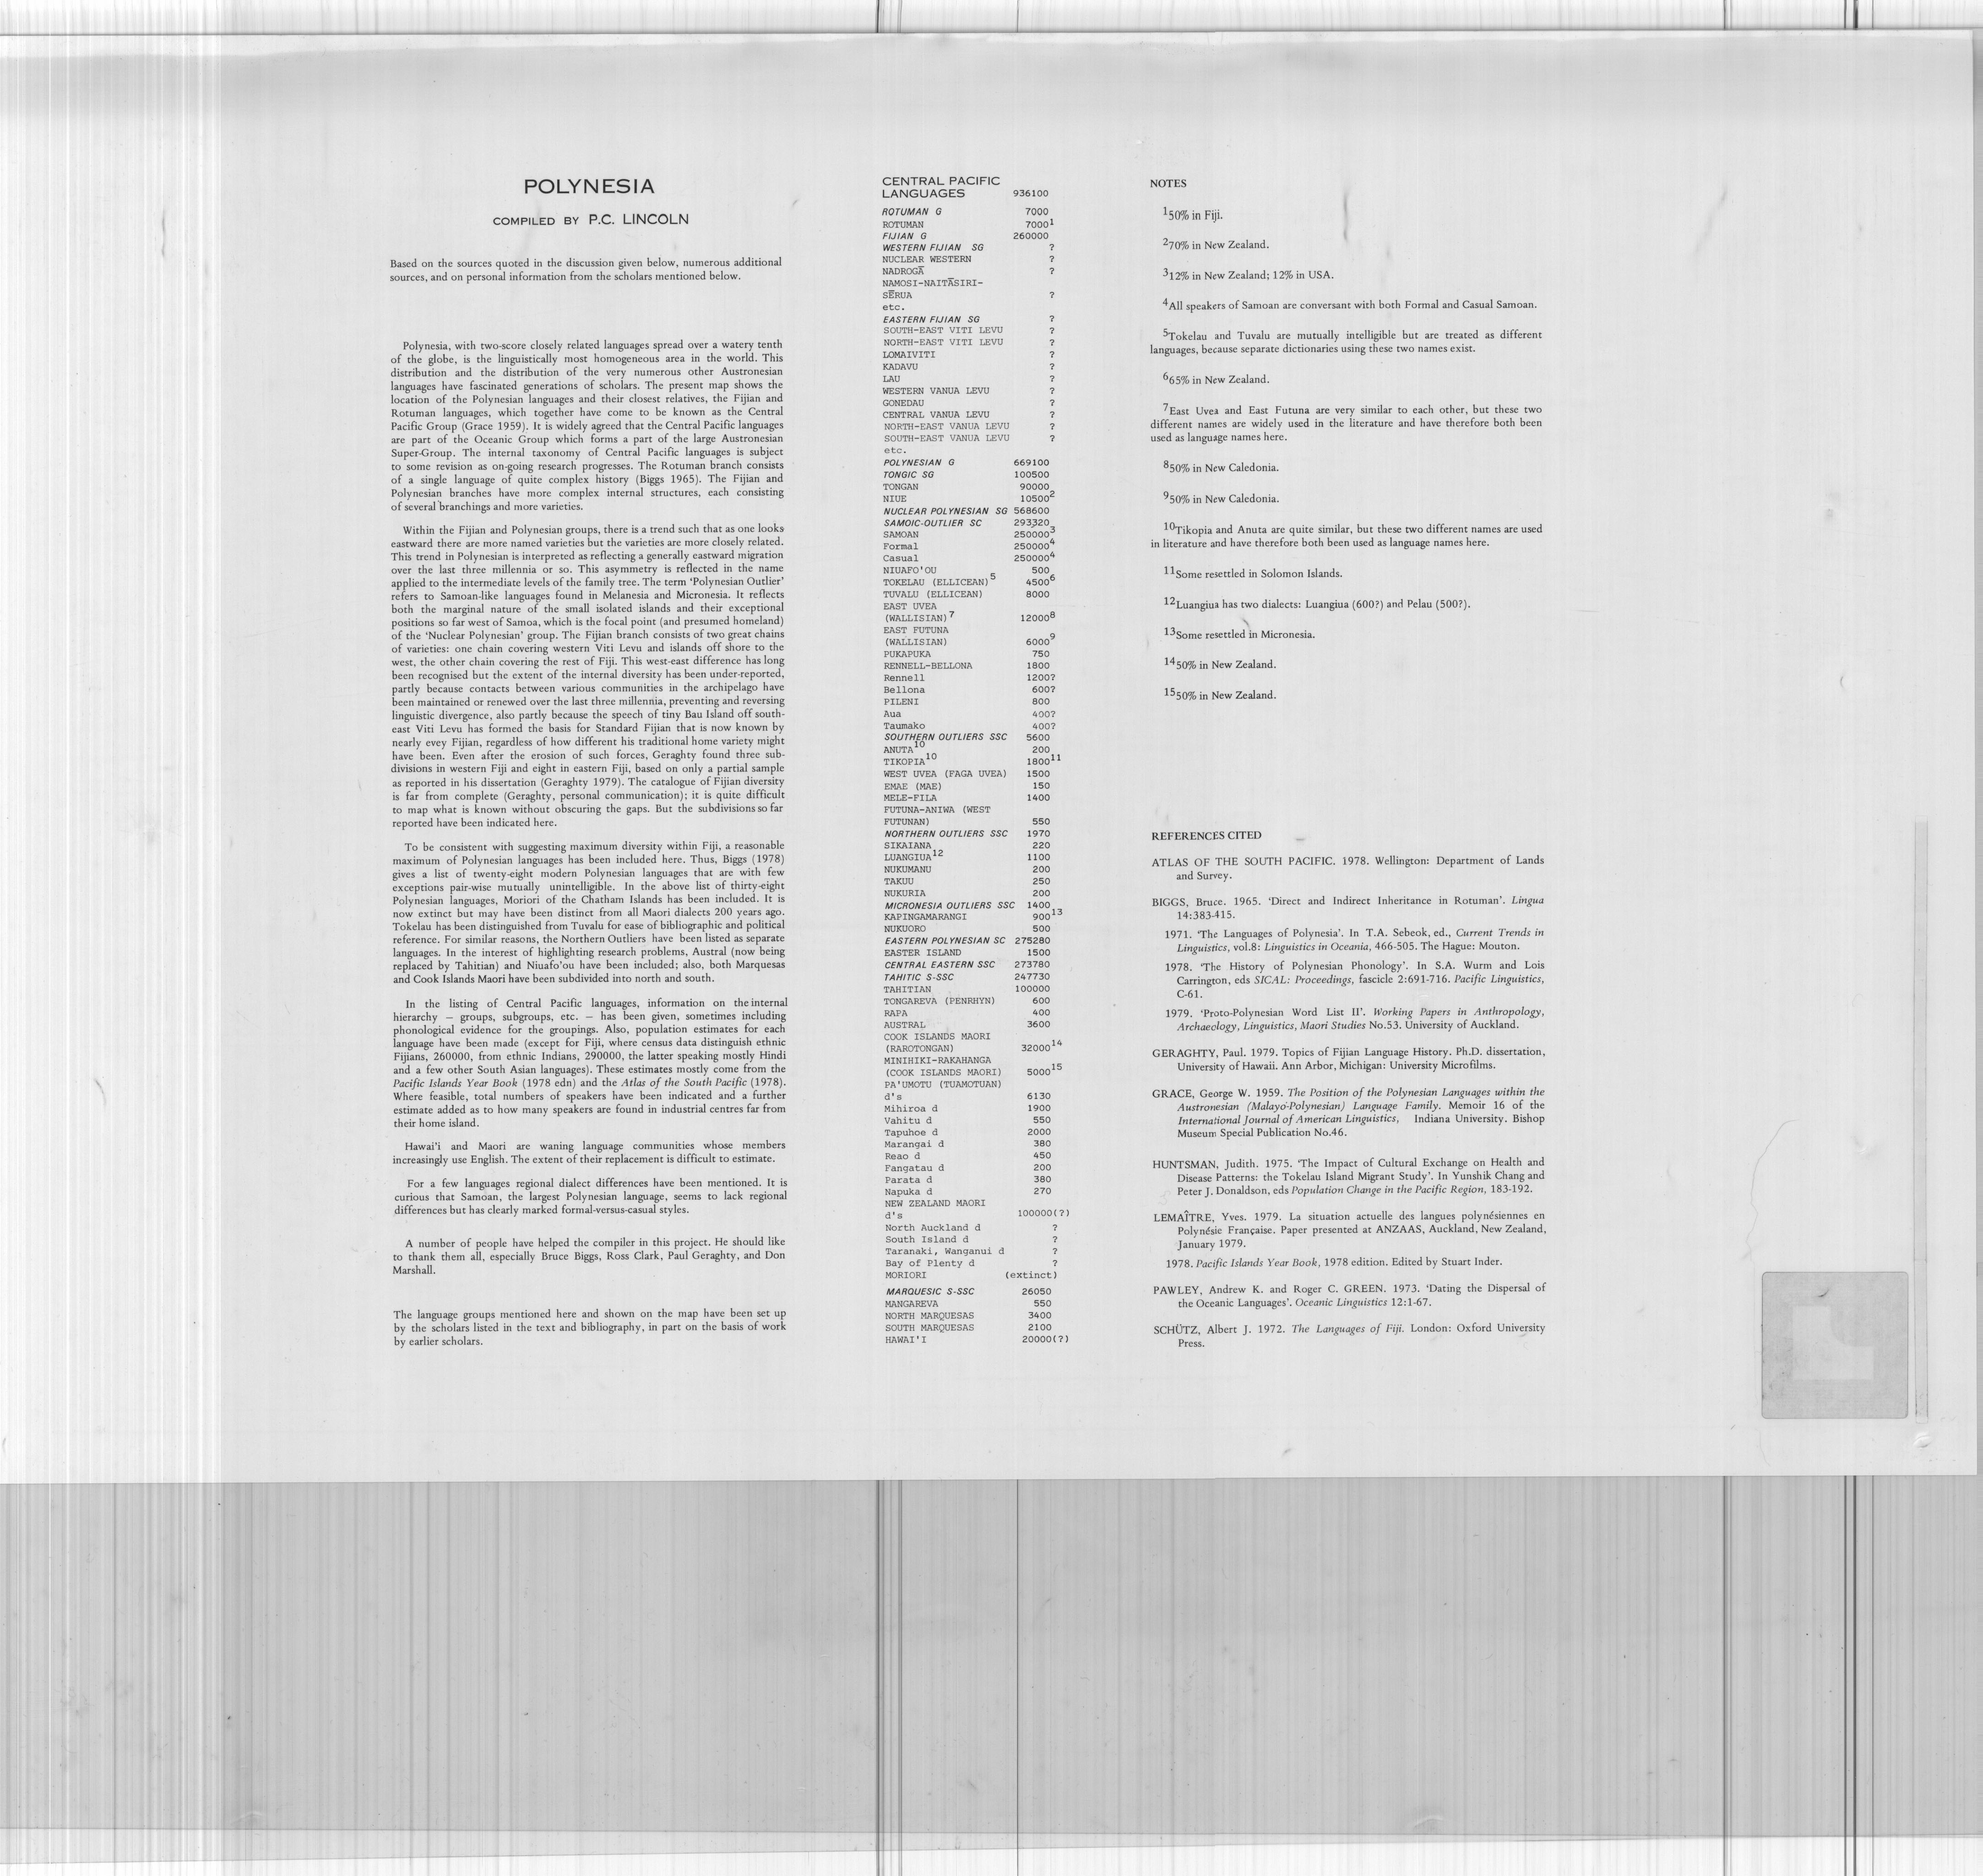 POLYNESIA
COMPILED BY P.C. LINCOLN
Based on the sources quoted in the discussion given below, numerous additional
sources, and on personal information from the scholars mentioned below.
Polynesia, with two-score closely related languages spread over a watery tenth
of the globe, is the linguistically most homogeneous area in the world. This
distribution and the distribution of the very numerous other Austronesian
languages have fascinated generations of scholars. The present map shows the
location of the Polynesian languages and their closest relatives, the Fijian and
Rotuman languages, which together have come to be known as the Central
Pacific Group (Grace 1959). It is widely agreed that the Central Pacific languages
are part of the Oceanic Group which forms a part of the large Austronesian
Super-Group. The internal taxonomy of Central Pacific languages is subject
to some revision as on-going research progresses. The Rotuman branch consists
of a single language of quite complex history (Biggs 1965). The Fijian and
Polynesian branches have more complex internal structures, each consisting
of several branchings and more varieties.
Within the Fijian and Polynesian groups, there is a trend such that as one looks
eastward there are more named varieties but the varieties are more closely related.
This trend in Polynesian is interpreted as reflecting a generally eastward migration
over the last three millennia or so. This asymmetry is reflected in the name
applied to the intermediate levels of the family tree. The term ‘Polynesian Outlier’
refers to Samoan-like languages found in Melanesia and Micronesia. It reflects
both the marginal nature of the small isolated islands and their exceptional
positions so far west of Samoa, which is the focal point (and presumed homeland)
of the ‘Nuclear Polynesian’ group. The Fijian branch consists of two great chains
of varieties: one chain covering western Viti Levu and islands off shore to the
west, the other chain covering the rest of Fiji. This west-east difference has long
been recognised but the extent of the internal diversity has been under-reported,
partly because contacts between various communities in the archipelago have
been maintained or renewed over the last three millennia, preventing and reversing
linguistic divergence, also partly because the speech of tiny Bau Island off south-
east Viti Levu has formed the basis for Standard Fijian that is now known by
nearly evey Fijian, regardless of how different his traditional home variety might
have been. Even after the erosion of such forces, Geraghty found three sub-
divisions in western Fiji and eight in eastern Fiji, based on only a partial sample
as reported in his dissertation (Geraghty 1979). The catalogue of Fijian diversity
is far from complete (Geraghty, personal communication); it is quite difficult
to map what is known without obscuring the gaps. But the subdivisions so far
reported have been indicated here.
To be consistent with suggesting maximum diversity within Fiji, a reasonable
maximum of Polynesian languages has been included here. Thus, Biggs (1978)
gives a list of twenty-eight modern Polynesian languages that are with few
exceptions pair-wise mutually unintelligible. In the above list of thirty-eight
Polynesian languages, Moriori of the Chatham Islands has been included. It is
now extinct but may have been distinct from all Maori dialects 200 years ago.
Tokelau has been distinguished from Tuvalu for ease of bibliographic and political
reference. For similar reasons, the Northern Outliers have been listed as separate
languages. In the interest of highlighting research problems, Austral (now being
replaced by Tahitian) and Niuafo'ou have been included; also, both Marquesas
and Cook Islands Maori have been subdivided into north and south.
In the listing of Central Pacific languages, information on the internal
hierarchy — groups, subgroups, etc. — has been given, sometimes including
phonological evidence for the groupings. Also, population estimates for each
language have been made (except for Fiji, where census data distinguish ethnic
Fijians, 260000, from ethnic Indians, 290000, the latter speaking mostly Hindi
and a few other South Asian languages). These estimates mostly come from the
Pacific Islands Year Book (1978 edn) and the Atlas of the South Pacific (1978).
Where feasible, total numbers of speakers have been indicated and a further
estimate added as to how many speakers are found in industrial centres far from
their home island.
Hawai'i and Maori are waning language communities whose members
increasingly use English. The extent of their replacement is difficult to estimate.
For a few languages regional dialect differences have been mentioned. It is
curious that Samoan, the largest Polynesian language, seems to lack regional
differences but has clearly marked formal-versus-casual styles.
A number of people have helped the compiler in this project. He should like
to thank them all, especially Bruce Biggs, Ross Clark, Paul Geraghty, and Don
Marshall.
The language groups mentioned here and shown on the map have been set up
by the scholars listed in the text and bibliography, in part on the basis of work
by earlier scholars.
CENTRAL PACIFIC
LANGUAGES 936100
ROTUMAN G 7000
ROTUMAN 7000¹
FIJIAN G 260000
WESTERN FIJIAN SG ?
NUCLEAR WESTERN ?
NADROGĀ ?
NAMOSI-NAITĀSIRI-
SĒRUA ?
etc.
EASTERN FIJIAN SG ?
SOUTH-EAST VITI LEVU ?
NORTH-EAST VITI LEVU ?
LOMAIVITI ?
KADAVU ?
LAU ?
WESTERN VANUA LEVU ?
GONEDAU ?
CENTRAL VANUA LEVU ?
NORTH-EAST VANUA LEVU ?
SOUTH-EAST VANUA LEVU ?
etc.
POLYNESIAN G 669100
TONGIC SG 100500
TONGAN 90000
NIUE 10500²
NUCLEAR POLYNESIAN SG 568600
SAMOIC-OUTLIER SC 293320
SAMOAN 250000³
Formal 250000⁴
Casual 250000⁴
NIUAFO'OU 500
TOKELAU (ELLICEAN)⁵ 4500⁶
TUVALU (ELLICEAN) 8000
EAST UVEA
(WALLISIAN)⁷ 12000⁸
EAST FUTUNA
(WALLISIAN) 6000⁹
PUKAPUKA 750
RENNELL-BELLONA 1800
Rennell 1200?
Bellona 600?
PILENI 800
Aua 400?
Taumako 400?
SOUTHERN OUTLIERS SSC 5600
ANUTA¹⁰ 200
TIKOPIA¹⁰ 1800¹¹
WEST UVEA (FAGA UVEA) 1500
EMAE (MAE) 150
MELE-FILA 1400
FUTUNA-ANIWA (WEST
FUTUNAN) 550
NORTHERN OUTLIERS SSC 1970
SIKAIANA 220
LUANGIUA¹² 1100
NUKUMANU 200
TAKUU 250
NUKURIA 200
MICRONESIA OUTLIERS SSC 1400
KAPINGAMARANGI 900¹³
NUKUORO 500
EASTERN POLYNESIAN SC 275280
EASTER ISLAND 1500
CENTRAL EASTERN SSC 273780
TAHITIC S-SSC 247730
TAHITIAN 100000
TONGAREVA (PENRHYN) 600
RAPA 400
AUSTRAL 3600
COOK ISLANDS MAORI
(RAROTONGAN) 32000¹⁴
MINIHIKI-RAKAHANGA
(COOK ISLANDS MAORI) 5000¹⁵
PA'UMOTU (TUAMOTUAN)
d's 6130
Mihiroa d 1900
Vahitu d 550
Tapuhoe d 2000
Marangai d 380
Reao d 450
Fangatau d 200
Parata d 380
Napuka d 270
NEW ZEALAND MAORI
d's 100000(?)
North Auckland d ?
South Island d ?
Taranaki, Wanganui d ?
Bay of Plenty d ?
MORIORI (extinct)
MARQUESIC S-SSC 26050
MANGAREVA 550
NORTH MARQUESAS 3400
SOUTH MARQUESAS 2100
HAWAI'I 20000(?)
NOTES
¹50% in Fiji.
²70% in New Zealand.
³12% in New Zealand; 12% in USA.
⁴All speakers of Samoan are conversant with both Formal and Casual Samoan.
⁵Tokelau and Tuvalu are mutually intelligible but are treated as different
languages, because separate dictionaries using these two names exist.
⁶65% in New Zealand.
⁷East Uvea and East Futuna are very similar to each other, but these two
different names are widely used in the literature and have therefore both been
used as language names here.
⁸50% in New Caledonia.
⁹50% in New Caledonia.
¹⁰Tikopia and Anuta are quite similar, but these two different names are used
in literature and have therefore both been used as language names here.
¹¹Some resettled in Solomon Islands.
¹²Luangiua has two dialects: Luangiua (600?) and Pelau (500?).
¹³Some resettled in Micronesia.
¹⁴50% in New Zealand.
¹⁵50% in New Zealand.
REFERENCES CITED
ATLAS OF THE SOUTH PACIFIC. 1978. Wellington: Department of Lands
and Survey.
BIGGS, Bruce. 1965. ‘Direct and Indirect Inheritance in Rotuman’. Lingua
14:383-415.
1971. ‘The Languages of Polynesia’. In T.A. Sebeok, ed., Current Trends in
Linguistics, vol.8: Linguistics in Oceania, 466-505. The Hague: Mouton.
1978. ‘The History of Polynesian Phonology’. In S.A. Wurm and Lois
Carrington, eds SICAL: Proceedings, fascicle 2:691-716. Pacific Linguistics,
C-61.
1979. ‘Proto-Polynesian Word List II’. Working Papers in Anthropology,
Archaeology, Linguistics, Maori Studies No.53. University of Auckland.
GERAGHTY, Paul. 1979. Topics of Fijian Language History. Ph.D. dissertation,
University of Hawaii. Ann Arbor, Michigan: University Microfilms.
GRACE, George W. 1959. The Position of the Polynesian Languages within the
Austronesian (Malayo-Polynesian) Language Family. Memoir 16 of the
International Journal of American Linguistics, Indiana University. Bishop
Museum Special Publication No.46.
HUNTSMAN, Judith. 1975. ‘The Impact of Cultural Exchange on Health and
Disease Patterns: the Tokelau Island Migrant Study’. In Yunshik Chang and
Peter J. Donaldson, eds Population Change in the Pacific Region, 183-192.
LEMAÎTRE, Yves. 1979. La situation actuelle des langues polynésiennes en
Polynésie Française. Paper presented at ANZAAS, Auckland, New Zealand,
January 1979.
1978. Pacific Islands Year Book, 1978 edition. Edited by Stuart Inder.
PAWLEY, Andrew K. and Roger C. GREEN. 1973. ‘Dating the Dispersal of
the Oceanic Languages’. Oceanic Linguistics 12:1-67.
SCHÜTZ, Albert J. 1972. The Languages of Fiji. London: Oxford University
Press.